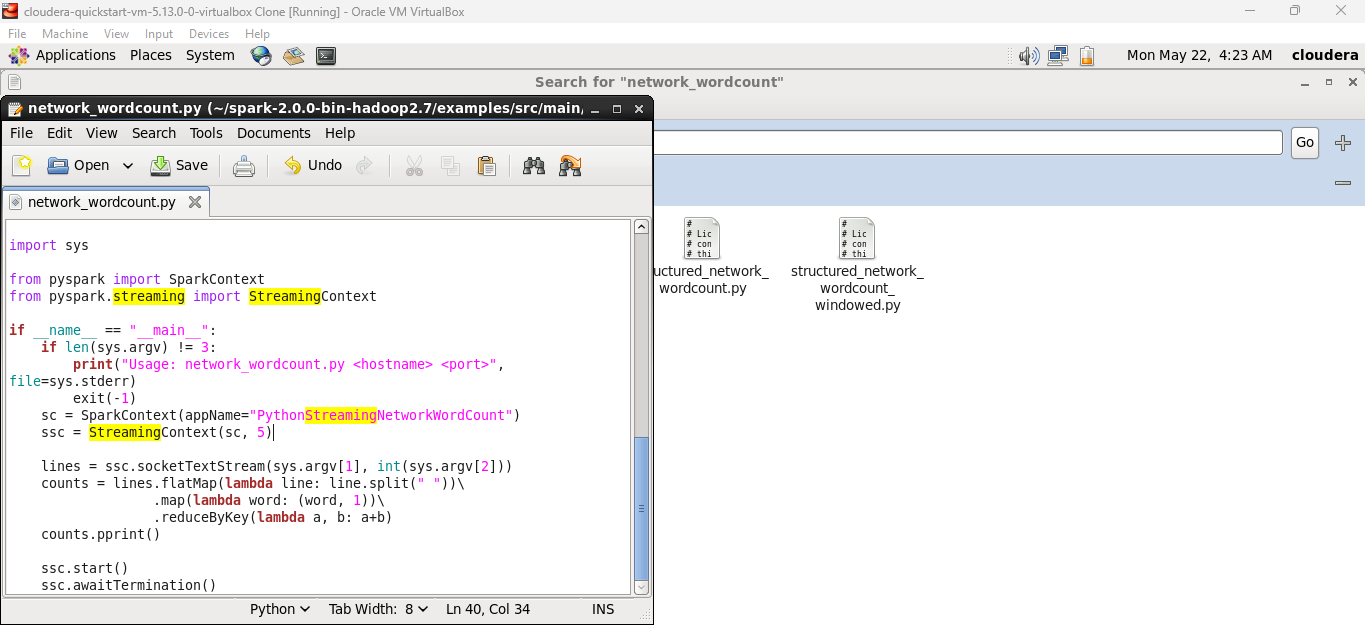 cloudera-quickstart-vm-5.13.0-0-virtualbox Clone [Running] - Oracle VM VirtualBox
File Machine View Input Devices Help
Applications Places System Mon May 22, 4:23 AM cloudera
Search for "network_wordcount"
network_wordcount.py (~/spark-2.0.0-bin-hadoop2.7/examples/src/main,
File Edit View Search Tools Documents Help
Open Save Undo
Go
network_wordcount.py
import sys
from pyspark import SparkContext
from pyspark.streaming import StreamingContext
if __name__ == "__main__":
    if len(sys.argv) != 3:
        print("Usage: network_wordcount.py <hostname> <port>",
file=sys.stderr)
        exit(-1)
    sc = SparkContext(appName="PythonStreamingNetworkWordCount")
    ssc = StreamingContext(sc, 5)
    lines = ssc.socketTextStream(sys.argv[1], int(sys.argv[2]))
    counts = lines.flatMap(lambda line: line.split(" "))\
                  .map(lambda word: (word, 1))\
                  .reduceByKey(lambda a, b: a+b)
    counts.pprint()
    ssc.start()
    ssc.awaitTermination()
Python Tab Width: 8 Ln 40, Col 34 INS
#
# Lic
# con
# thi
uctured_network_
wordcount.py
#
# Lic
# con
# thi
structured_network_
wordcount_
windowed.py